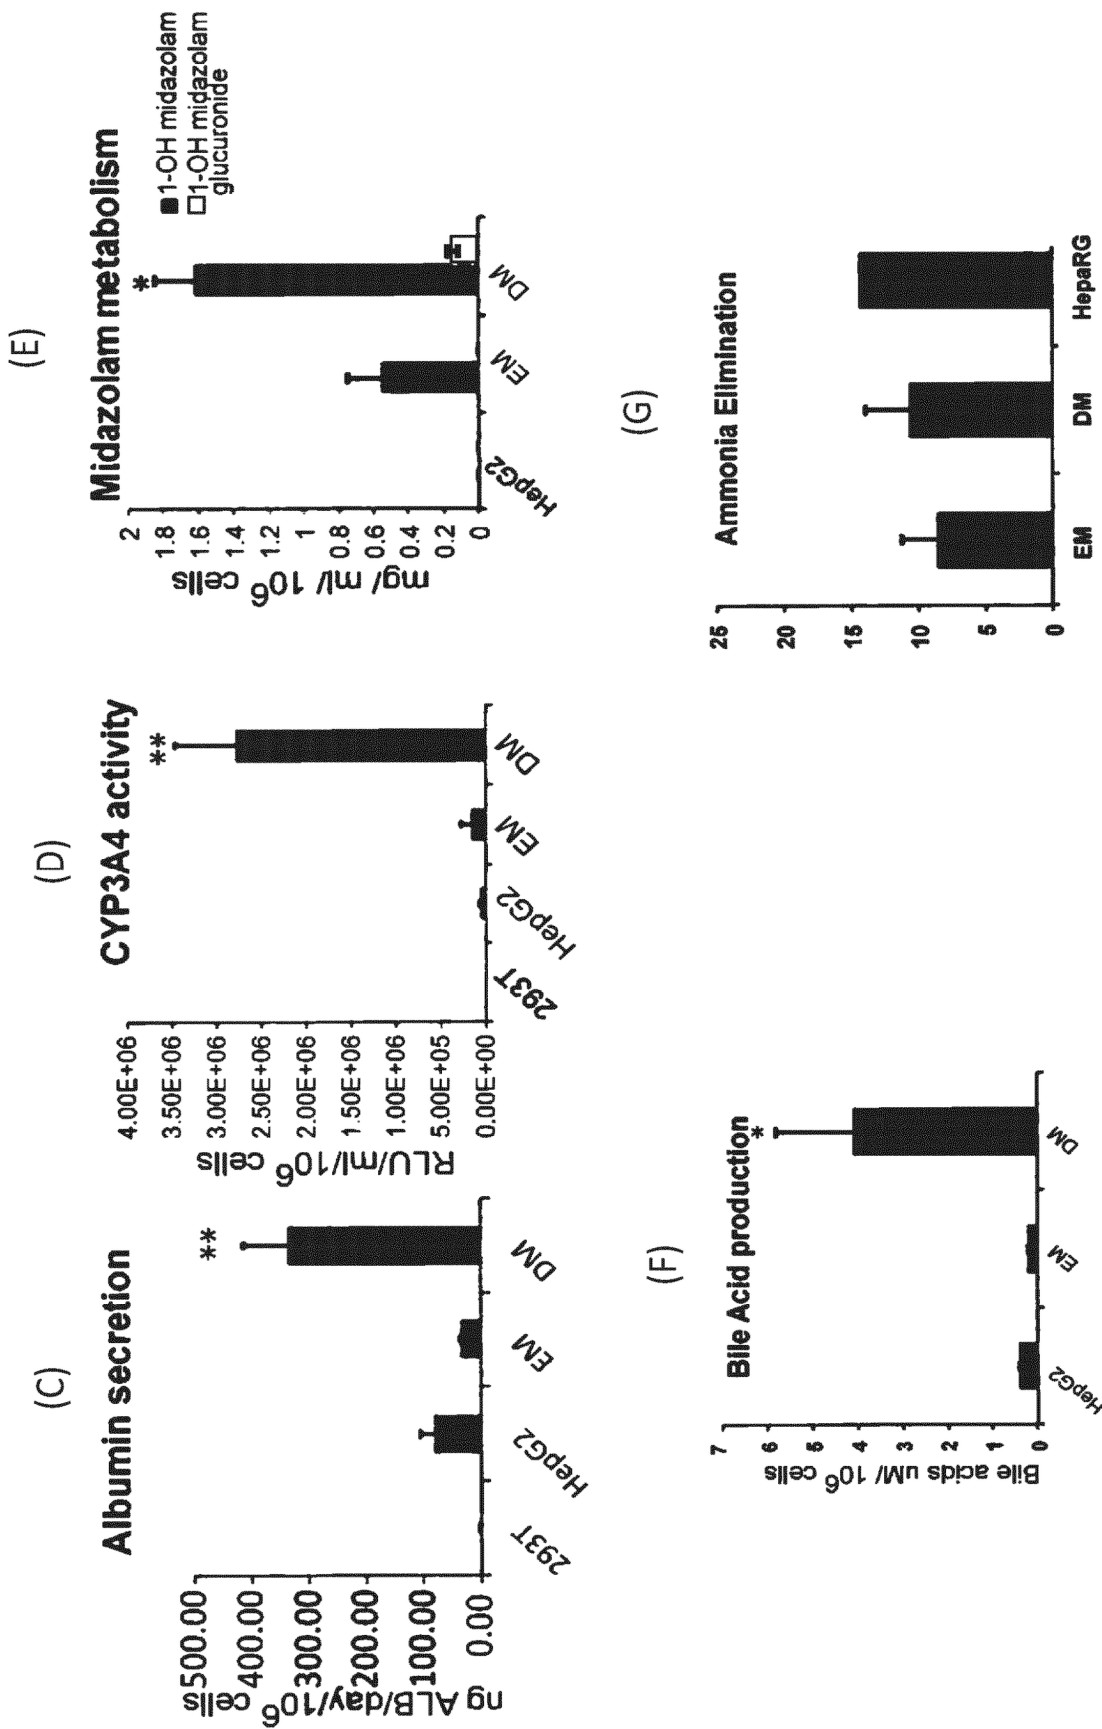 (C)
Albumin secretion
ng ALB/day/10⁶ cells
500.00
400.00
300.00
200.00
100.00
0.00
**
293T
HepG2
EM
DM
(D)
CYP3A4 activity
RLU/ml/10⁶ cells
4.00E+06
3.50E+06
3.00E+06
2.50E+06
2.00E+06
1.50E+06
1.00E+06
5.00E+05
0.00E+00
**
293T
HepG2
EM
DM
(E)
Midazolam metabolism
mg/ ml/ 10⁶ cells
2
1.8
1.6
1.4
1.2
1
0.8
0.6
0.4
0.2
0
*
HepG2
EM
DM
1-OH midazolam
1-OH midazolam
glucuronide
(F)
Bile Acid production
Bile acids uM/ 10⁶ cells
7
6
5
4
3
2
1
0
*
HepG2
EM
DM
(G)
Ammonia Elimination
25
20
15
10
5
0
EM
DM
HepaRG